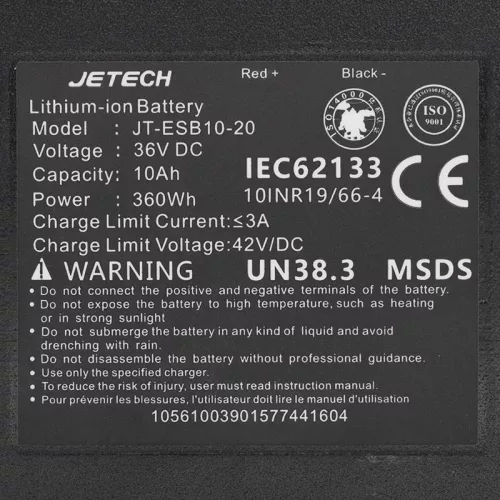 JETECH Red + Black -
Lithium-ion Battery
Model : JT-ESB10-20
Voltage : 36V DC
Capacity: 10Ah IEC62133
Power : 360Wh 10INR19/66-4
Charge Limit Current:≤3A
Charge Limit Voltage:42V/DC
ISO14000
ISO
9001
CE
WARNING UN38.3 MSDS
• Do not connect the positive and negative terminals of the battery.
• Do not expose the battery to high temperature, such as heating
or in strong sunlight
• Do not submerge the battery in any kind of liquid and avoid
drenching with rain.
• Do not disassemble the battery without professional guidance.
• Use only the specified charger.
• To reduce the risk of injury, user must read instruction manual.
• Pour prévenir les blessures, l'utilisateur doit lire le manuel d'utilisation
10561003901577441604